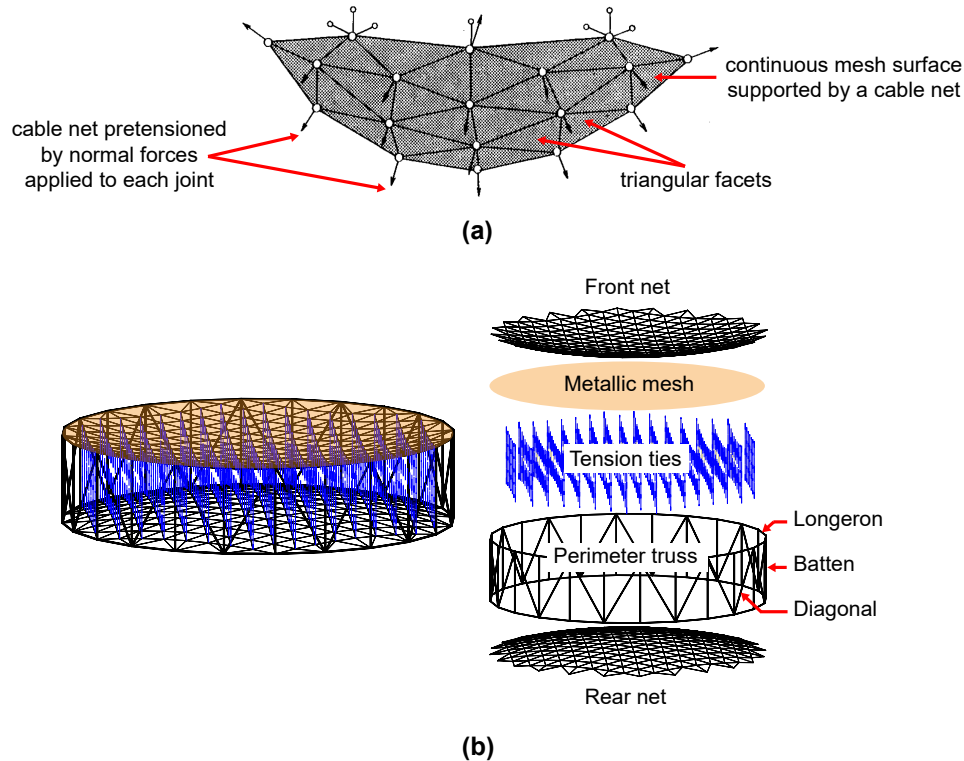 continuous mesh surface
supported by a cable net
cable net pretensioned
by normal forces
applied to each joint
triangular facets
(a)
Front net
Metallic mesh
Tension ties
Longeron
Perimeter truss
Batten
Diagonal
Rear net
(b)